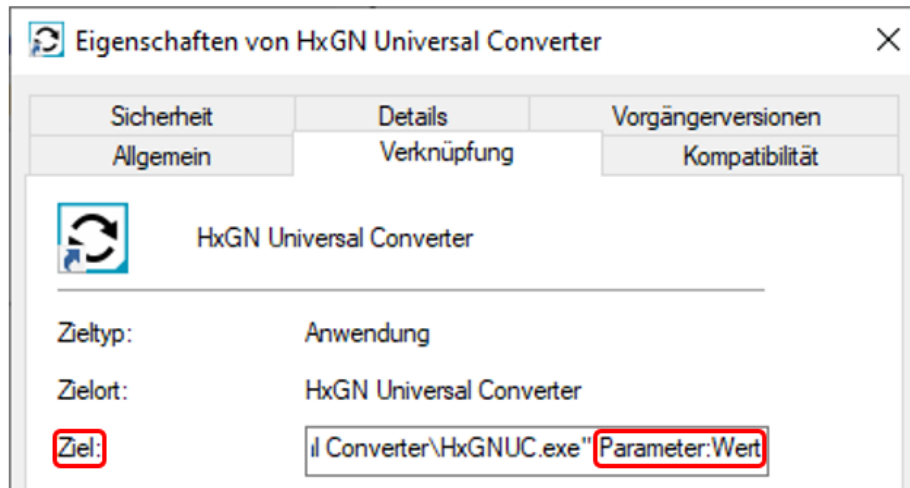 Eigenschaften von HxGN Universal Converter
Sicherheit Details Vorgängerversionen
Allgemein Verknüpfung Kompatibilität
HxGN Universal Converter
Zieltyp: Anwendung
Zielort: HxGN Universal Converter
Ziel: Converter\HxGNUC.exe" Parameter:Wert